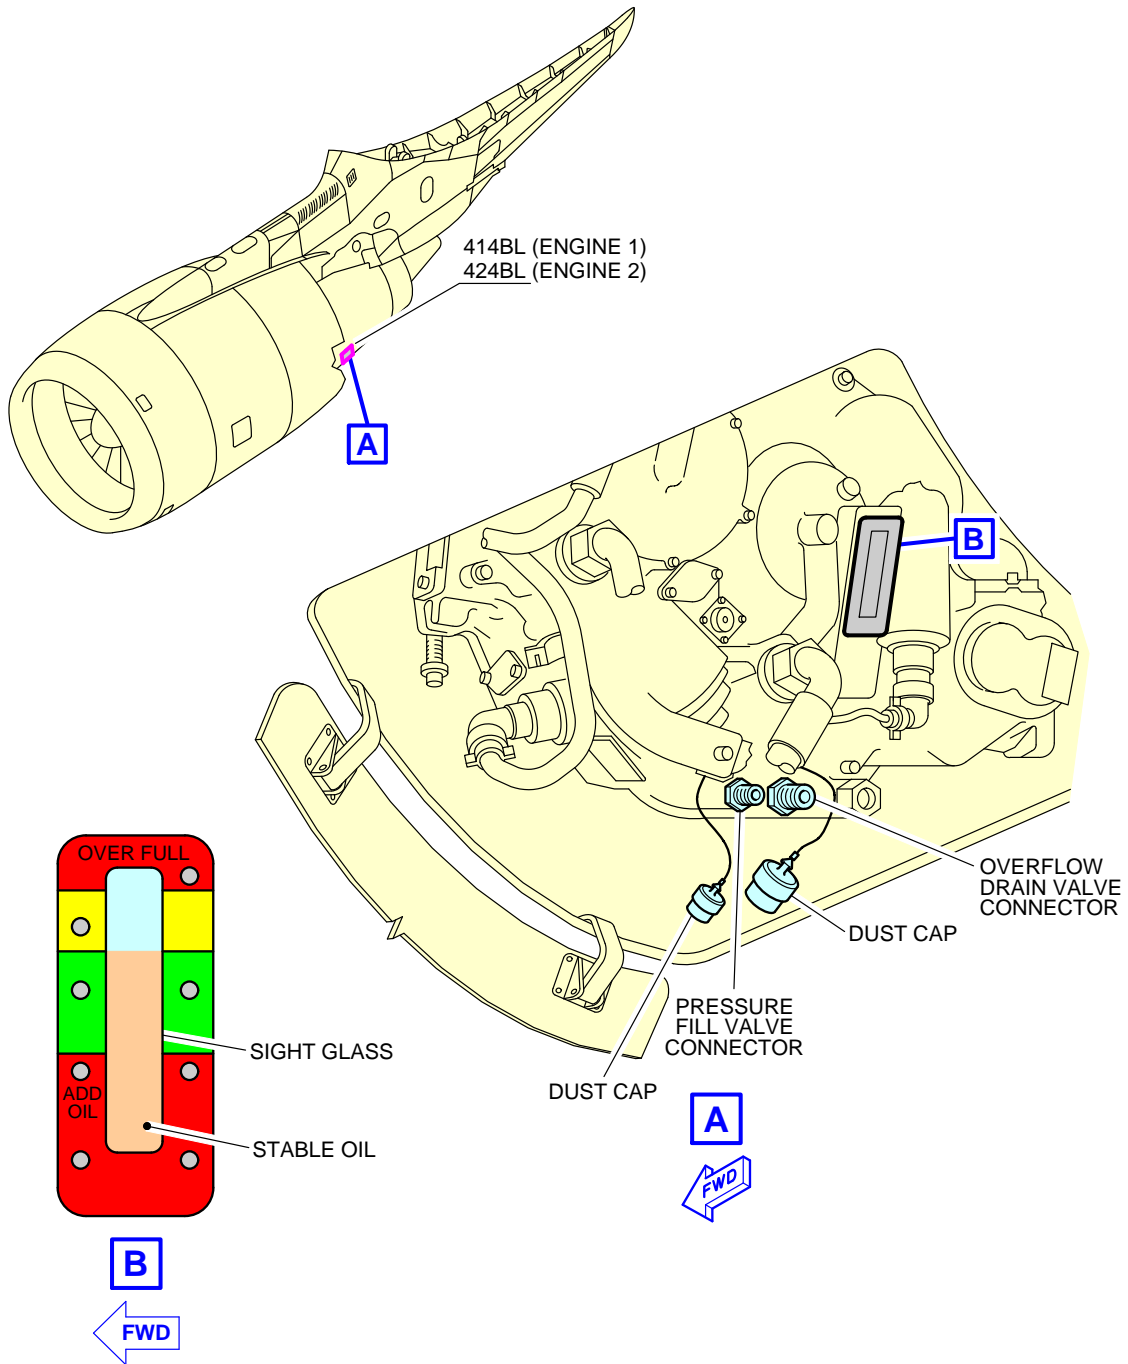 414BL (ENGINE 1)
424BL (ENGINE 2)
A
B
OVERFLOW
DRAIN VALVE
CONNECTOR
DUST CAP
PRESSURE
FILL VALVE
CONNECTOR
DUST CAP
A
FWD
OVER FULL
SIGHT GLASS
ADD
OIL
STABLE OIL
B
FWD